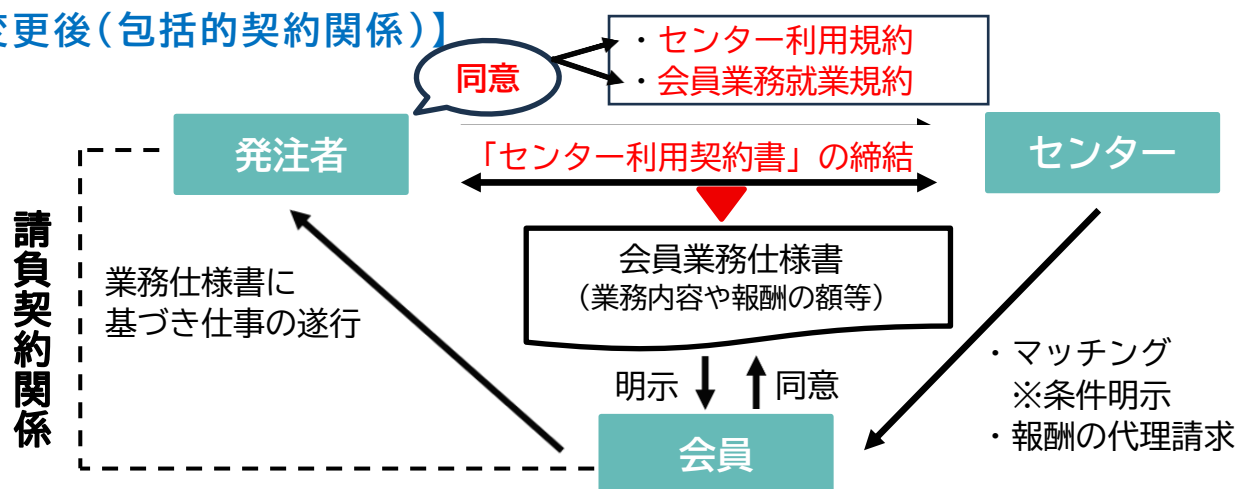 変更後(包括的契約関係)】
同意
・センター利用規約
・会員業務就業規約
発注者
「センター利用契約書」の締結
センター
請負契約関係
業務仕様書に
基づき仕事の遂行
会員業務仕様書
（業務内容や報酬の額等）
明示
同意
・マッチング
※条件明示
・報酬の代理請求
会員